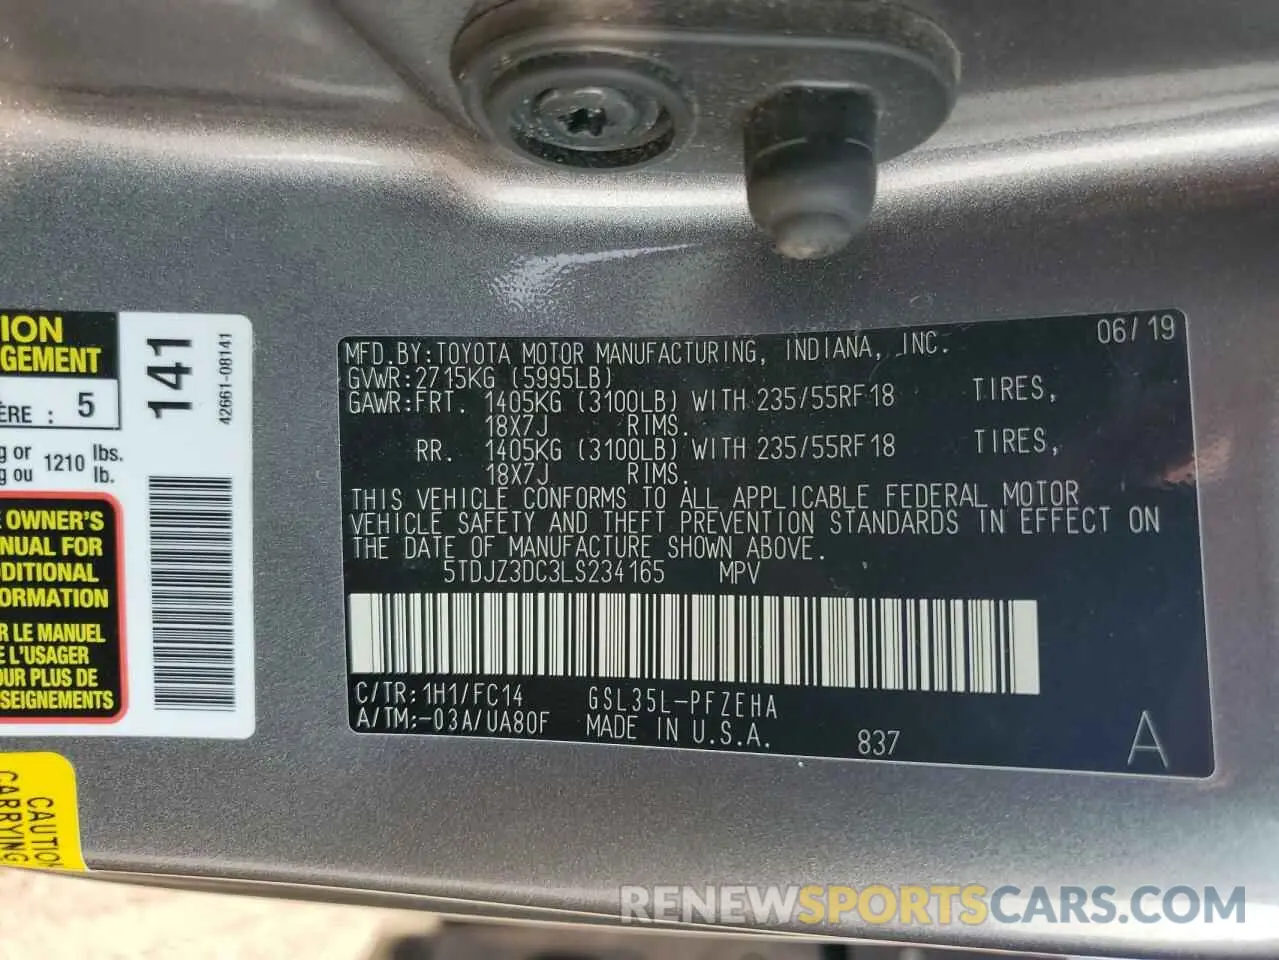 ION
GEMENT
ÈRE : 5
g or 1210 lbs.
g ou lb.
OWNER'S
NUAL FOR
DITIONAL
ORMATION
R LE MANUEL
L'USAGER
UR PLUS DE
SEIGNEMENTS
141
42661-08141
CAUTION
CARRYING
06/19
MFD.BY:TOYOTA MOTOR MANUFACTURING, INDIANA, INC.
GVWR:2715KG (5995LB)
GAWR:FRT. 1405KG (3100LB) WITH 235/55RF18 TIRES,
18X7J RIMS.
RR. 1405KG (3100LB) WITH 235/55RF18 TIRES,
18X7J RIMS.
THIS VEHICLE CONFORMS TO ALL APPLICABLE FEDERAL MOTOR
VEHICLE SAFETY AND THEFT PREVENTION STANDARDS IN EFFECT ON
THE DATE OF MANUFACTURE SHOWN ABOVE.
5TDJZ3DC3LS234165 MPV
C/TR:1H1/FC14 GSL35L-PFZEHA
A/TM:-03A/UA80F MADE IN U.S.A. 837 A
RENEWSPORTSCARS.COM